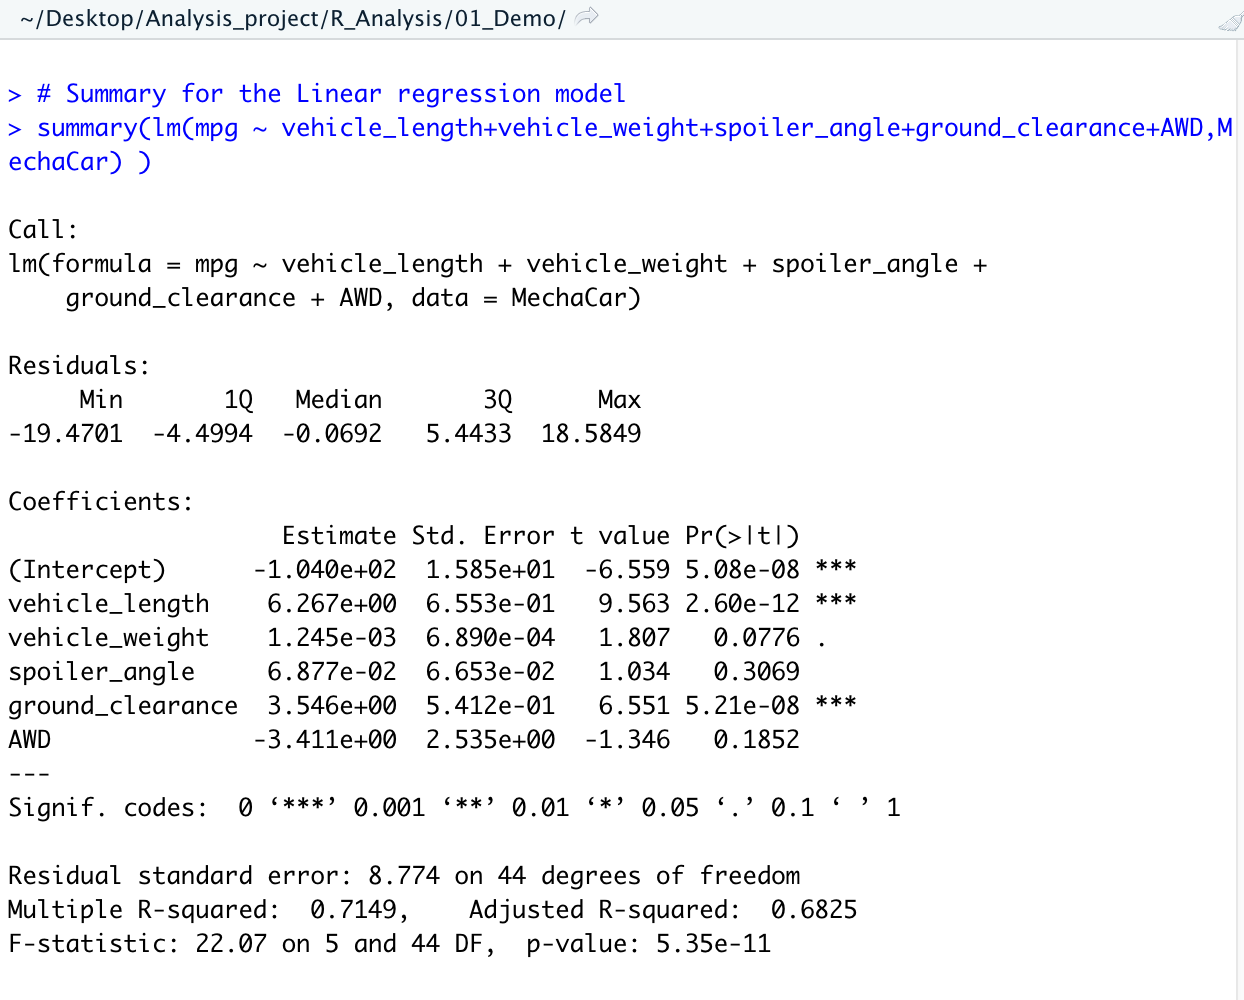 ~/Desktop/Analysis_project/R_Analysis/01_Demo/
> # Summary for the Linear regression model
> summary(lm(mpg ~ vehicle_length+vehicle_weight+spoiler_angle+ground_clearance+AWD,M
echaCar) )
Call:
lm(formula = mpg ~ vehicle_length + vehicle_weight + spoiler_angle +
    ground_clearance + AWD, data = MechaCar)
Residuals:
     Min       1Q   Median       3Q      Max
-19.4701  -4.4994  -0.0692   5.4433  18.5849
Coefficients:
                   Estimate Std. Error t value Pr(>|t|)
(Intercept)      -1.040e+02  1.585e+01  -6.559 5.08e-08 ***
vehicle_length    6.267e+00  6.553e-01   9.563 2.60e-12 ***
vehicle_weight    1.245e-03  6.890e-04   1.807   0.0776 .
spoiler_angle     6.877e-02  6.653e-02   1.034   0.3069
ground_clearance  3.546e+00  5.412e-01   6.551 5.21e-08 ***
AWD              -3.411e+00  2.535e+00  -1.346   0.1852
---
Signif. codes:  0 ‘***’ 0.001 ‘**’ 0.01 ‘*’ 0.05 ‘.’ 0.1 ‘ ’ 1
Residual standard error: 8.774 on 44 degrees of freedom
Multiple R-squared:  0.7149,    Adjusted R-squared:  0.6825
F-statistic: 22.07 on 5 and 44 DF,  p-value: 5.35e-11